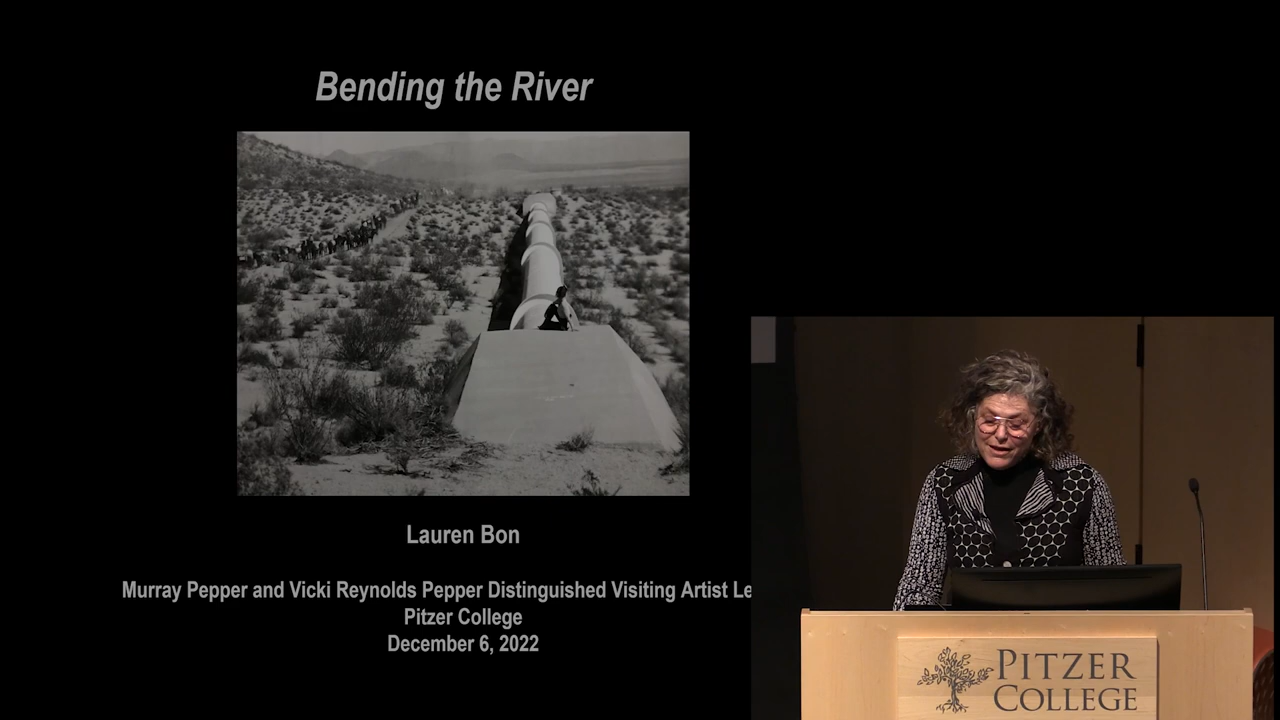 Bending the River
Lauren Bon
Murray Pepper and Vicki Reynolds Pepper Distinguished Visiting Artist Le
Pitzer College
December 6, 2022
PITZER
COLLEGE